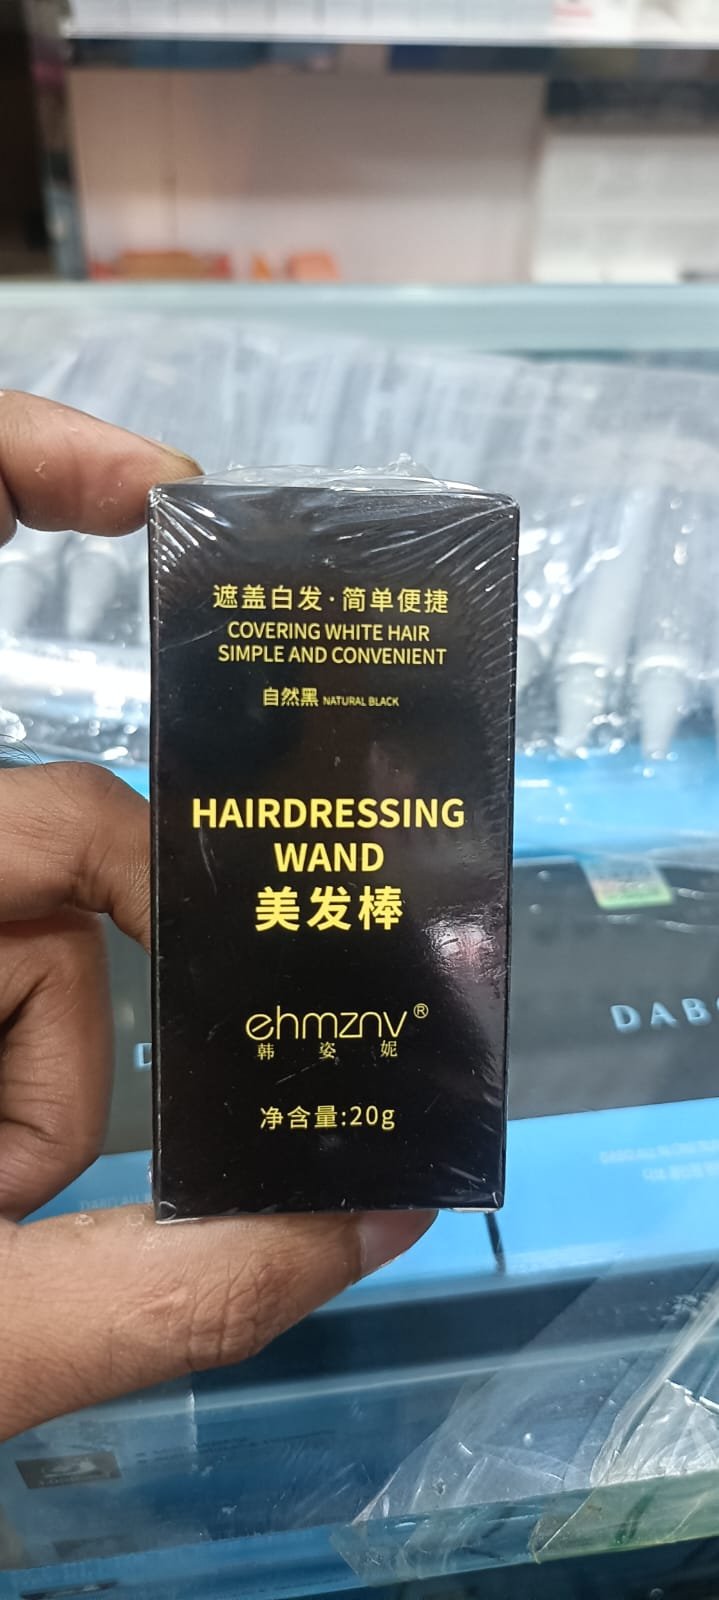 遮盖白发·简单便捷
COVERING WHITE HAIR
SIMPLE AND CONVENIENT
自然黑 NATURAL BLACK
HAIRDRESSING
WAND
美发棒
ehmznv®
韩姿妮
净含量:20g